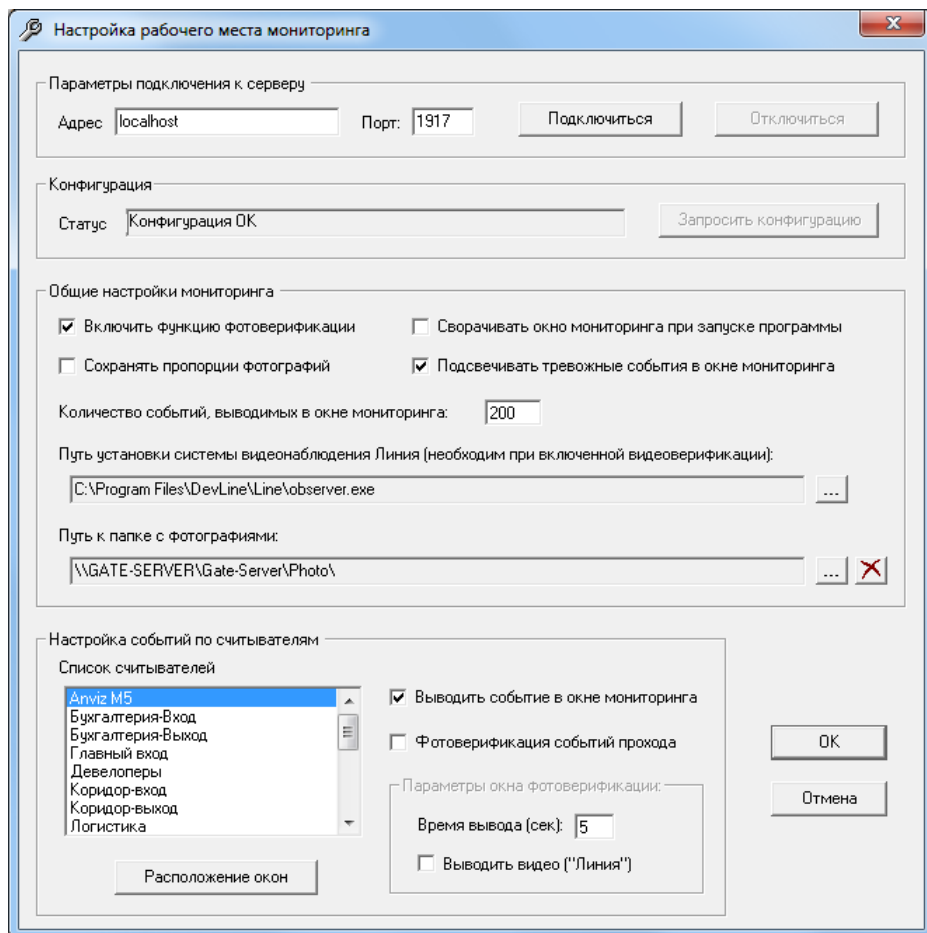 Настройка рабочего места мониторинга
Параметры подключения к серверу
Адрес localhost Порт: 1917 Подключиться Отключиться
Конфигурация
Статус Конфигурация ОК Запросить конфигурацию
Общие настройки мониторинга
Включить функцию фотоверификации Сворачивать окно мониторинга при запуске программы
Сохранять пропорции фотографий Подсвечивать тревожные события в окне мониторинга
Количество событий, выводимых в окне мониторинга: 200
Путь установки системы видеонаблюдения Линия (необходим при включенной видеоверификации):
C:\Program Files\DevLine\Line\observer.exe ...
Путь к папке с фотографиями:
\\GATE-SERVER\Gate-Server\Photo\ ...
Настройка событий по считывателям
Список считывателей
Anviz M5
Бухгалтерия-Вход
Бухгалтерия-Выход
Главный вход
Девелоперы
Коридор-вход
Коридор-выход
Логистика
Расположение окон
Выводить событие в окне мониторинга
Фотоверификация событий прохода
Параметры окна фотоверификации:
Время вывода (сек): 5
Выводить видео ("Линия")
OK
Отмена